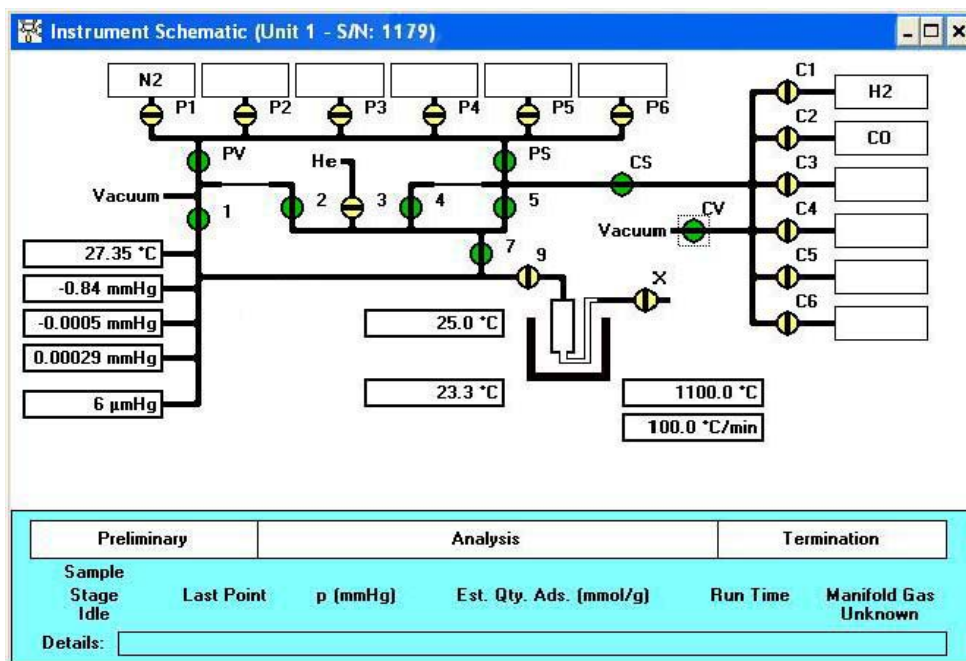 Instrument Schematic (Unit 1 - S/N: 1179)
N2
P1 P2 P3 P4 P5 P6
C1 H2
C2 CO
PV He PS CS C3
Vacuum 1 2 3 4 5
Vacuum CV C4
27.35 °C
7 9 X C5
-0.84 mmHg
-0.0005 mmHg 25.0 °C C6
0.00029 mmHg
6 µmHg 23.3 °C 1100.0 °C
100.0 °C/min
Preliminary Analysis Termination
Sample
Stage Last Point p (mmHg) Est. Qty. Ads. (mmol/g) Run Time Manifold Gas
Idle Unknown
Details: